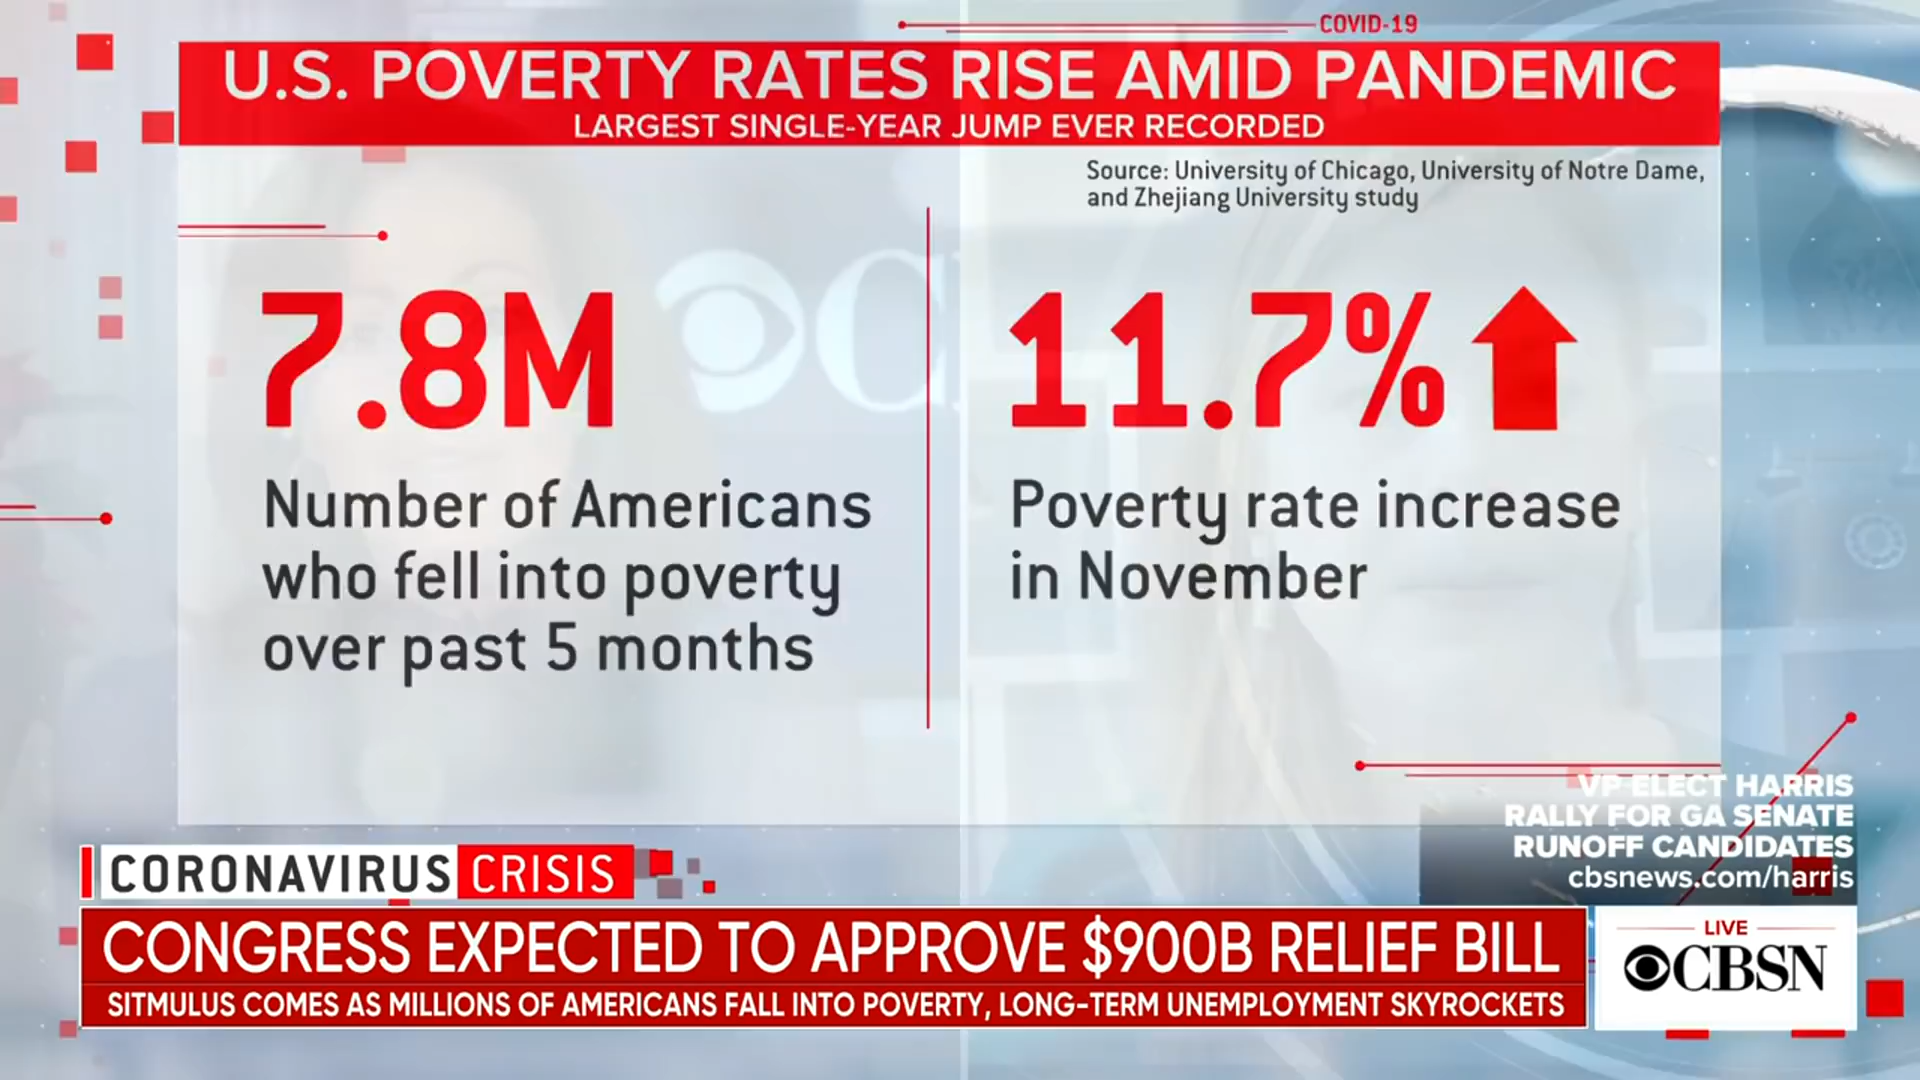 COVID-19
U.S. POVERTY RATES RISE AMID PANDEMIC
LARGEST SINGLE-YEAR JUMP EVER RECORDED
Source: University of Chicago, University of Notre Dame,
and Zhejiang University study
7.8M
Number of Americans
who fell into poverty
over past 5 months
11.7%
Poverty rate increase
in November
VP-ELECT HARRIS
RALLY FOR GA SENATE
RUNOFF CANDIDATES
cbsnews.com/harris
CORONAVIRUS CRISIS
CONGRESS EXPECTED TO APPROVE $900B RELIEF BILL
SITMULUS COMES AS MILLIONS OF AMERICANS FALL INTO POVERTY, LONG-TERM UNEMPLOYMENT SKYROCKETS
LIVE
CBSN